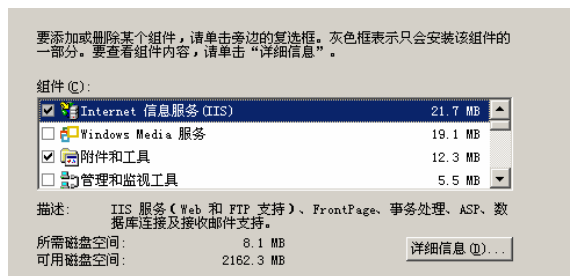 要添加或删除某个组件，请单击旁边的复选框。灰色框表示只会安装该组件的
一部分。要查看组件内容，请单击“详细信息”。
组件(C):
Internet 信息服务(IIS) 21.7 MB
Windows Media 服务 19.1 MB
附件和工具 12.3 MB
管理和监视工具 5.5 MB
描述: IIS 服务(Web 和 FTP 支持)、FrontPage、事务处理、ASP、数
据库连接及接收邮件支持。
所需磁盘空间: 8.1 MB
可用磁盘空间: 2162.3 MB
详细信息(D)...